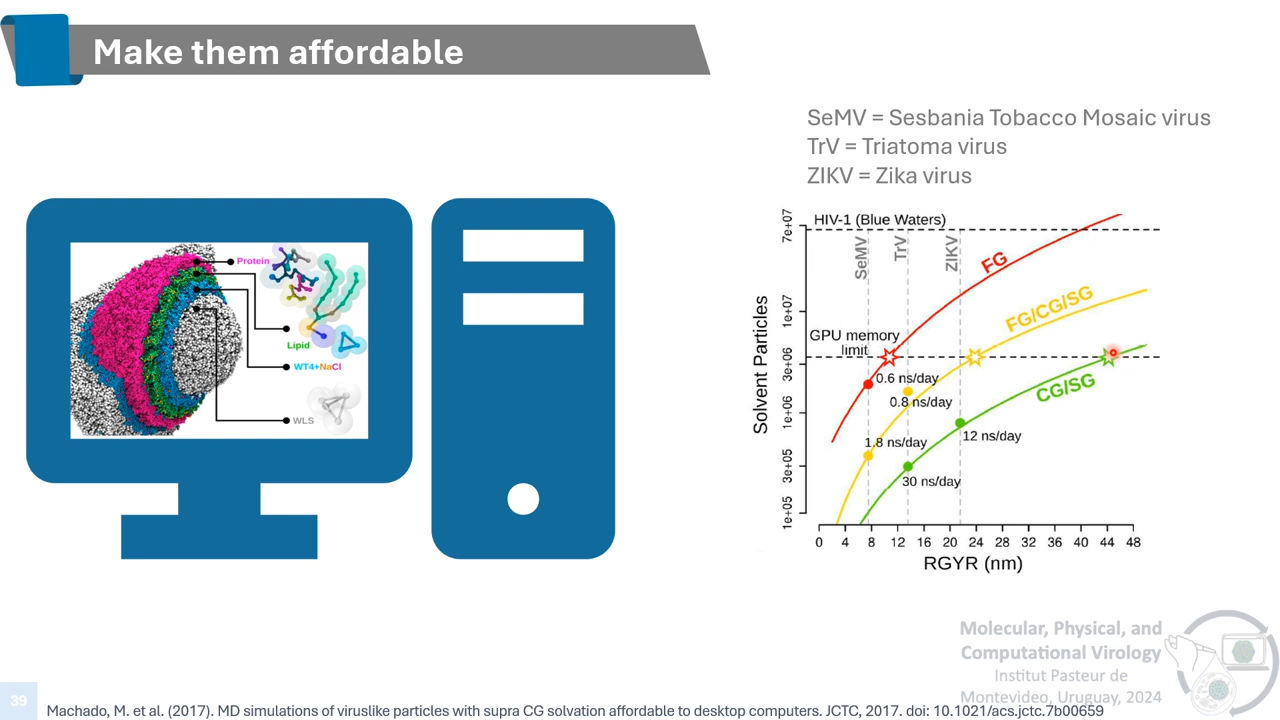 Make them affordable
SeMV = Sesbania Tobacco Mosaic virus
TrV = Triatoma virus
ZIKV = Zika virus
Protein
Lipid
WT4+NaCl
WLS
HIV-1 (Blue Waters)
SeMV
TrV
ZIKV
FG
FG/CG/SG
CG/SG
GPU memory
limit
0.6 ns/day
0.8 ns/day
1.8 ns/day
12 ns/day
30 ns/day
Solvent Particles
7e+07
1e+07
3e+06
1e+06
3e+05
1e+05
0 4 8 12 16 20 24 28 32 36 40 44 48
RGYR (nm)
Molecular, Physical, and
Computational Virology
Institut Pasteur de
Montevideo, Uruguay, 2024
39
Machado, M. et al. (2017). MD simulations of viruslike particles with supra CG solvation affordable to desktop computers. JCTC, 2017. doi: 10.1021/acs.jctc.7b00659